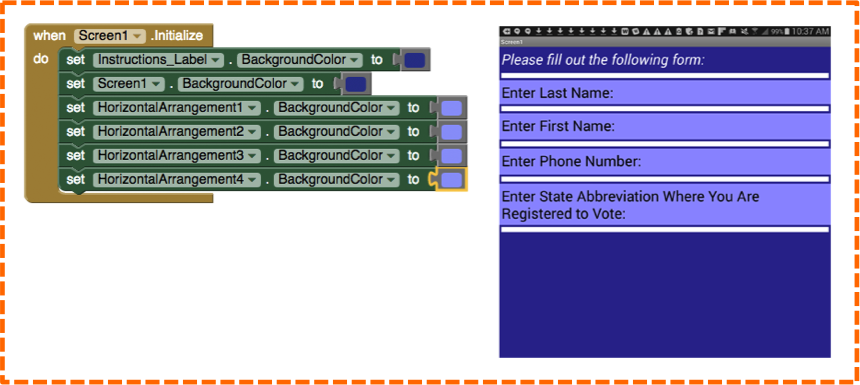 when Screen1 .Initialize
do set Instructions_Label . BackgroundColor to
set Screen1 . BackgroundColor to
set HorizontalArrangement1 . BackgroundColor to
set HorizontalArrangement2 . BackgroundColor to
set HorizontalArrangement3 . BackgroundColor to
set HorizontalArrangement4 . BackgroundColor to
99% 10:37 AM
Screen1
Please fill out the following form:
Enter Last Name:
Enter First Name:
Enter Phone Number:
Enter State Abbreviation Where You Are
Registered to Vote: